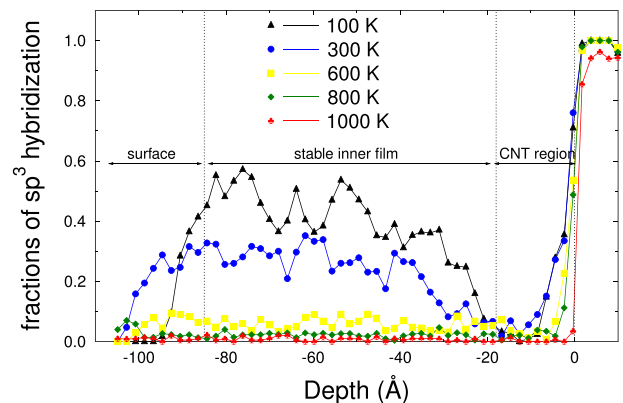 100 K
300 K
600 K
800 K
1000 K
surface
stable inner film
CNT region
fractions of sp³ hybridization
1.0
0.8
0.6
0.4
0.2
0.0
-100
-80
-60
-40
-20
0
Depth (Å)